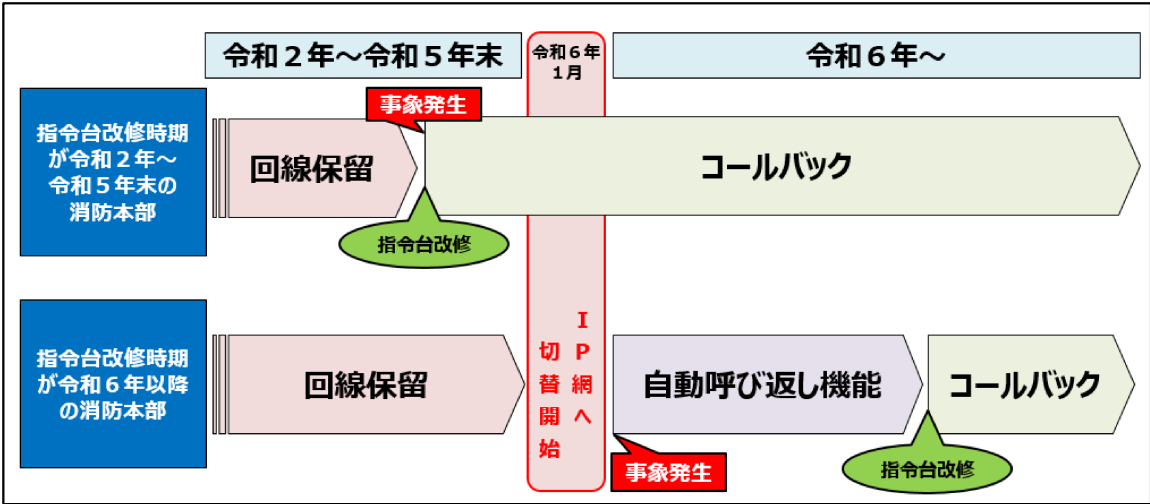 令和２年～令和５年末
令和６年
１月
令和６年～
指令台改修時期
が令和２年～
令和５年末の
消防本部
回線保留
事象発生
コールバック
指令台改修
ＩＰ網へ
切替開始
指令台改修時期
が令和６年以降
の消防本部
回線保留
自動呼び返し機能
コールバック
事象発生
指令台改修